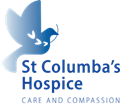 St Columba's
Hospice
CARE AND COMPASSION